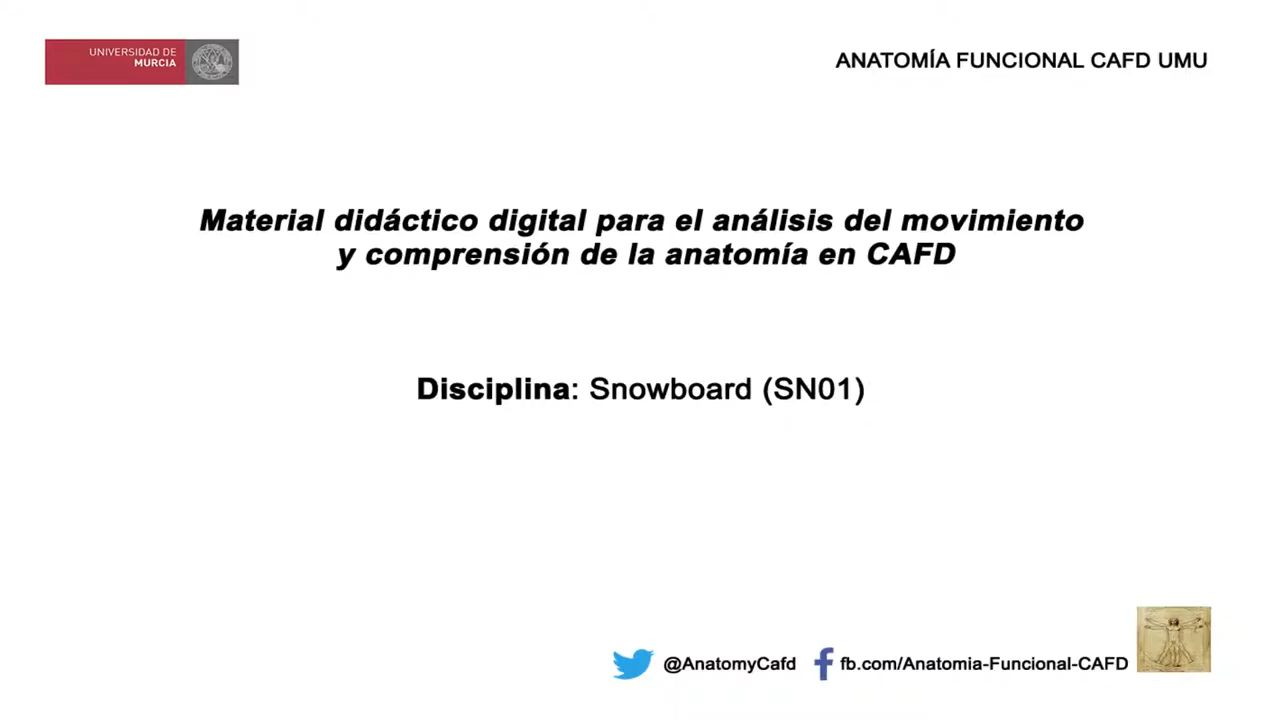 UNIVERSIDAD DE
MURCIA
ANATOMÍA FUNCIONAL CAFD UMU
Material didáctico digital para el análisis del movimiento
y comprensión de la anatomía en CAFD
Disciplina: Snowboard (SN01)
@AnatomyCafd
fb.com/Anatomia-Funcional-CAFD